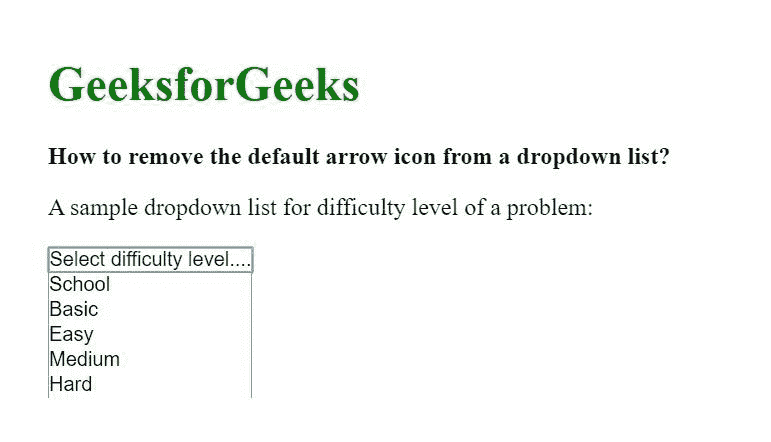 GeeksforGeeks
How to remove the default arrow icon from a dropdown list?
A sample dropdown list for difficulty level of a problem:
Select difficulty level....
School
Basic
Easy
Medium
Hard